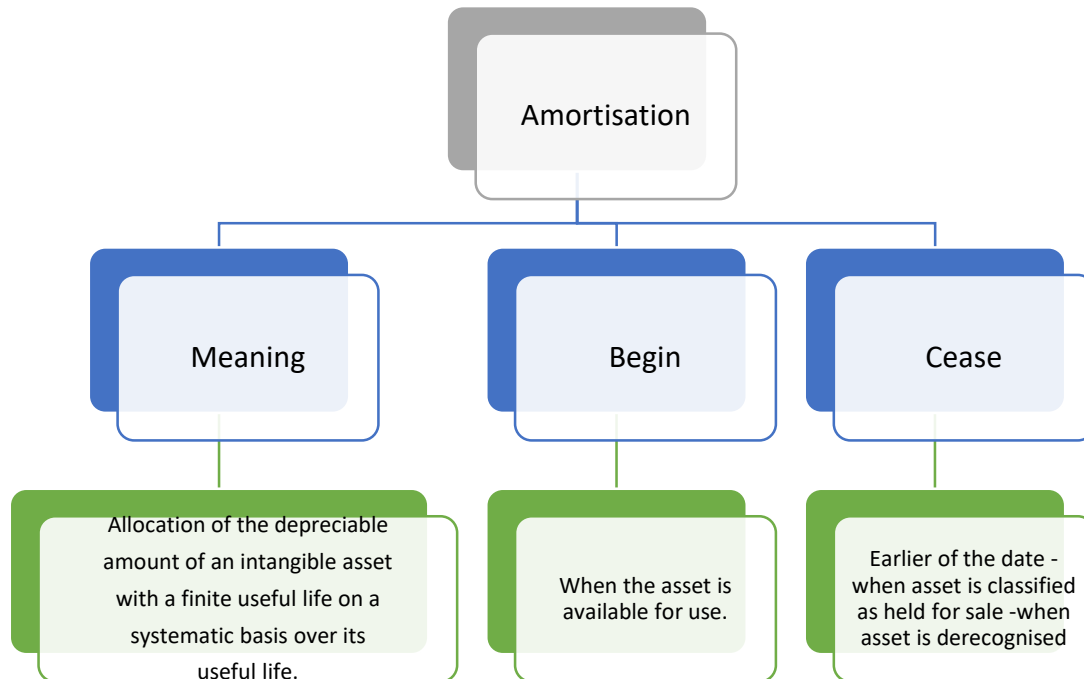 Amortisation
Meaning
Begin
Cease
Allocation of the depreciable
amount of an intangible asset
with a finite useful life on a
systematic basis over its
useful life.
When the asset is
available for use.
Earlier of the date -
when asset is classified
as held for sale -when
asset is derecognised